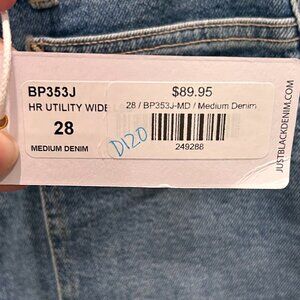 BP353J
HR UTILITY WIDE
28
MEDIUM DENIM
$89.95
28 / BP353J-MD / Medium Denim
D120
249288
JUSTBLACKDENIM.COM